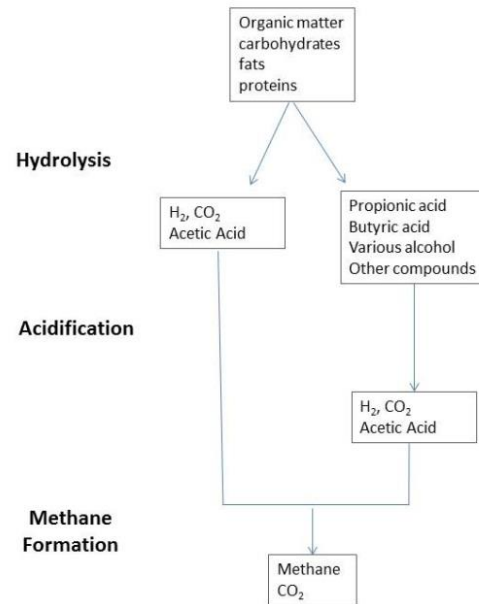 Organic matter
carbohydrates
fats
proteins
Hydrolysis
H₂, CO₂
Acetic Acid
Propionic acid
Butyric acid
Various alcohol
Other compounds
Acidification
H₂, CO₂
Acetic Acid
Methane
Formation
Methane
CO₂